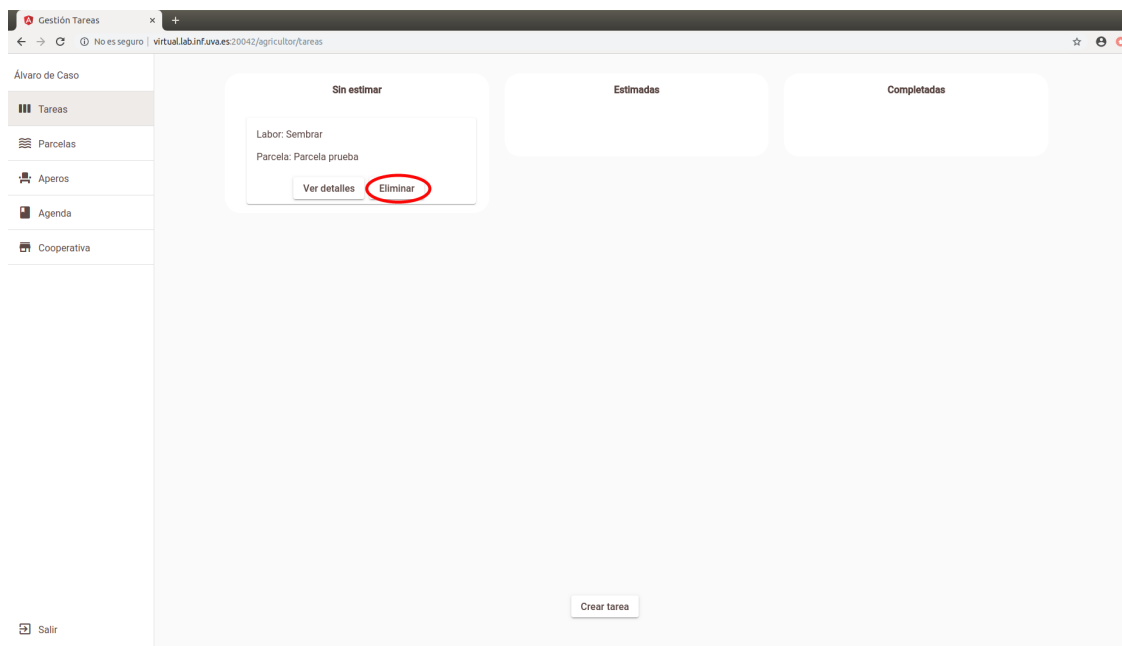 Gestión Tareas × +
No es seguro | virtual.lab.inf.uva.es:20042/agricultor/tareas
Álvaro de Caso
Tareas
Parcelas
Aperos
Agenda
Cooperativa
Salir
Sin estimar
Labor: Sembrar
Parcela: Parcela prueba
Ver detalles Eliminar
Estimadas
Completadas
Crear tarea